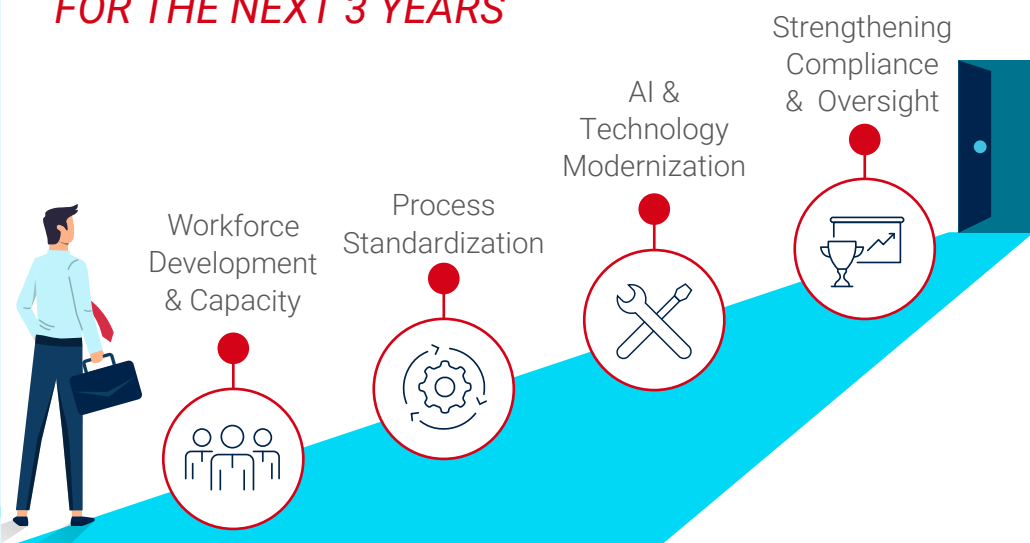 FOR THE NEXT 3 YEARS
Workforce
Development
& Capacity
Process
Standardization
AI &
Technology
Modernization
Strengthening
Compliance
& Oversight